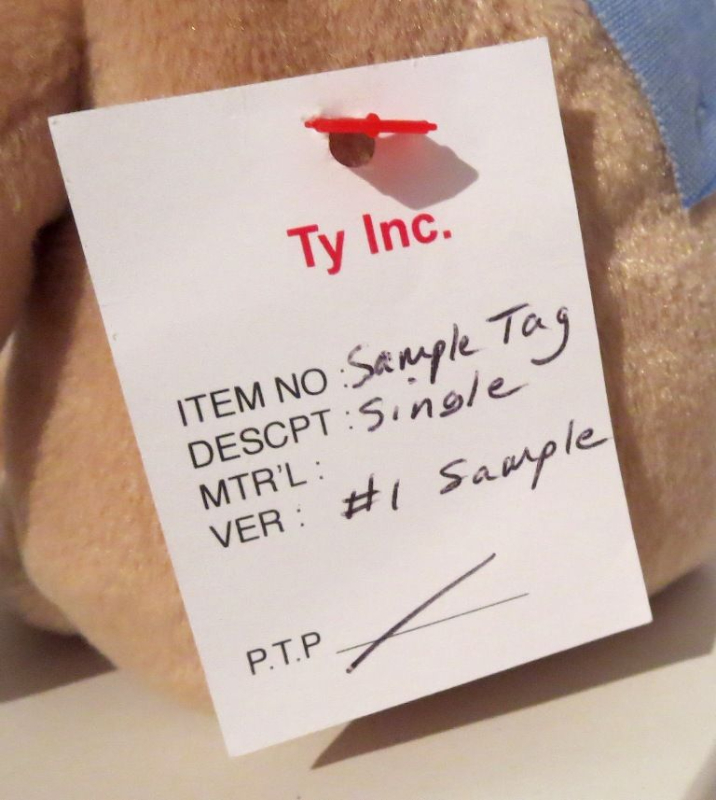 Ty Inc.
ITEM NO : Sample Tag
DESCPT : Single
MTR'L :
VER : #1 Sample
P.T.P